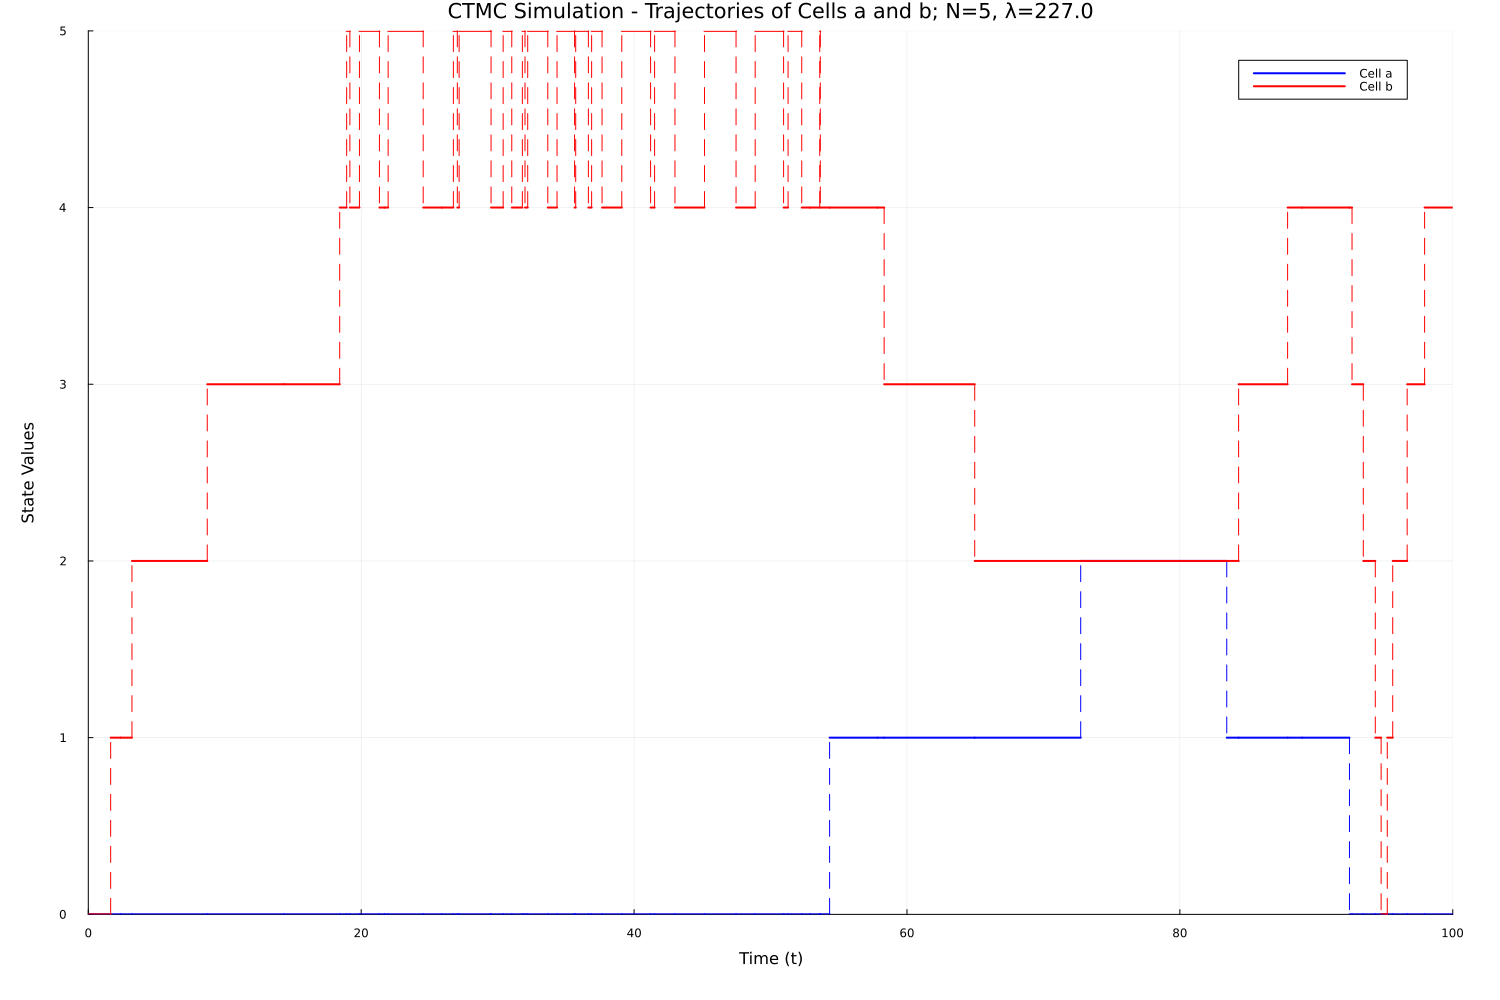 CTMC Simulation - Trajectories of Cells a and b; N=5, λ=227.0
5
Cell a
Cell b
4
3
State Values
2
1
0
0 20 40 60 80 100
Time (t)